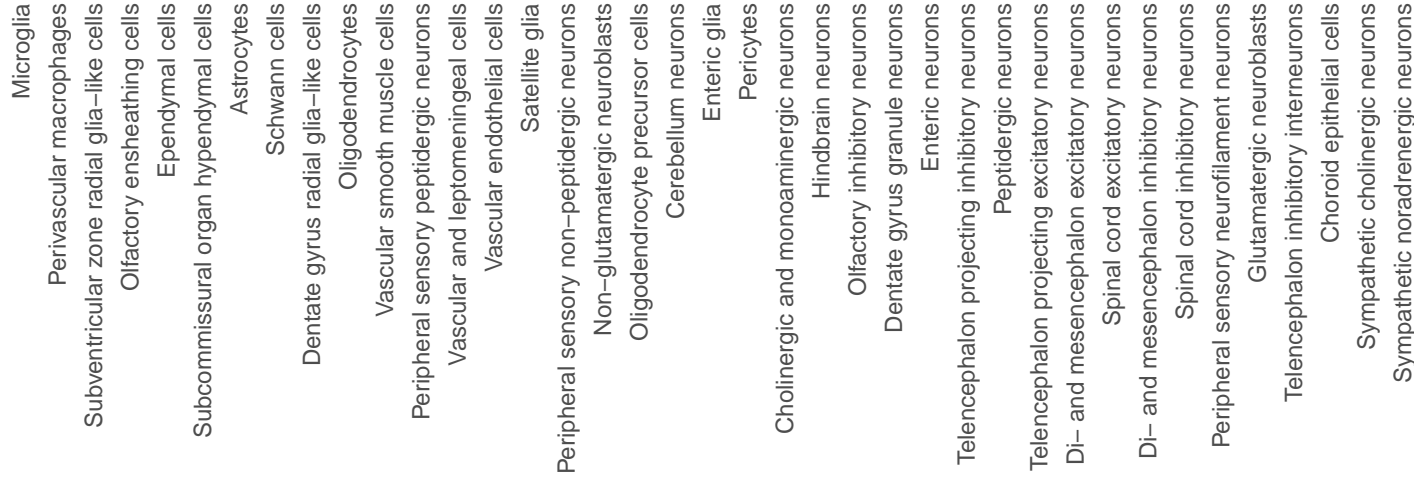 Microglia
Perivascular macrophages
Subventricular zone radial glia−like cells
Olfactory ensheathing cells
Ependymal cells
Subcommissural organ hypendymal cells
Astrocytes
Schwann cells
Dentate gyrus radial glia−like cells
Oligodendrocytes
Vascular smooth muscle cells
Peripheral sensory peptidergic neurons
Vascular and leptomeningeal cells
Vascular endothelial cells
Satellite glia
Peripheral sensory non−peptidergic neurons
Non−glutamatergic neuroblasts
Oligodendrocyte precursor cells
Cerebellum neurons
Enteric glia
Pericytes
Cholinergic and monoaminergic neurons
Hindbrain neurons
Olfactory inhibitory neurons
Dentate gyrus granule neurons
Enteric neurons
Telencephalon projecting inhibitory neurons
Peptidergic neurons
Telencephalon projecting excitatory neurons
Di− and mesencephalon excitatory neurons
Spinal cord excitatory neurons
Di− and mesencephalon inhibitory neurons
Spinal cord inhibitory neurons
Peripheral sensory neurofilament neurons
Glutamatergic neuroblasts
Telencephalon inhibitory interneurons
Choroid epithelial cells
Sympathetic cholinergic neurons
Sympathetic noradrenergic neurons